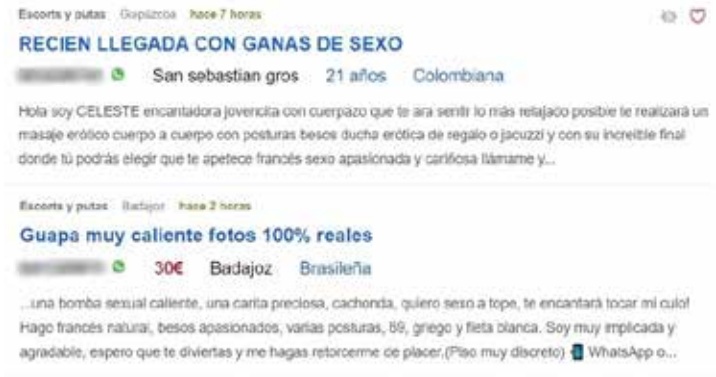 Escorts y putas Guipúzcoa hace 7 horas
RECIEN LLEGADA CON GANAS DE SEXO
San sebastian gros 21 años Colombiana
Hola soy CELESTE encantadora jovencita con cuerpazo que te ara sentir lo más relajado posible te realizará un
masaje erótico cuerpo a cuerpo con posturas besos ducha erótica de regalo o jacuzzi y con su increíble final
donde tú podrás elegir que te apetece francés sexo apasionada y cariñosa llámame y...
Escorts y putas Badajoz hace 2 horas
Guapa muy caliente fotos 100% reales
30€ Badajoz Brasileña
...una bomba sexual caliente, una carita preciosa, cachonda, quiero sexo a tope, te encantará tocar mi culo!
Hago francés natural, besos apasionados, varias posturas, 69, griego y fieta blanca. Soy muy implicada y
agradable, espero que te diviertas y me hagas retorcerme de placer.(Piso muy discreto) WhatsApp o...